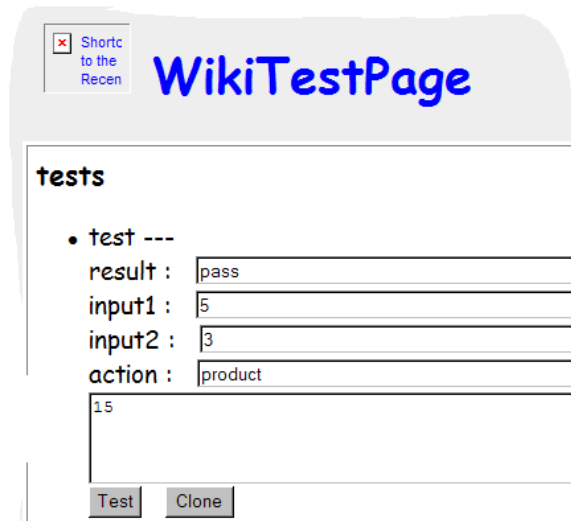 Shortc
to the
Recen
WikiTestPage
tests
• test ---
result : pass
input1 : 5
input2 : 3
action : product
15
Test Clone